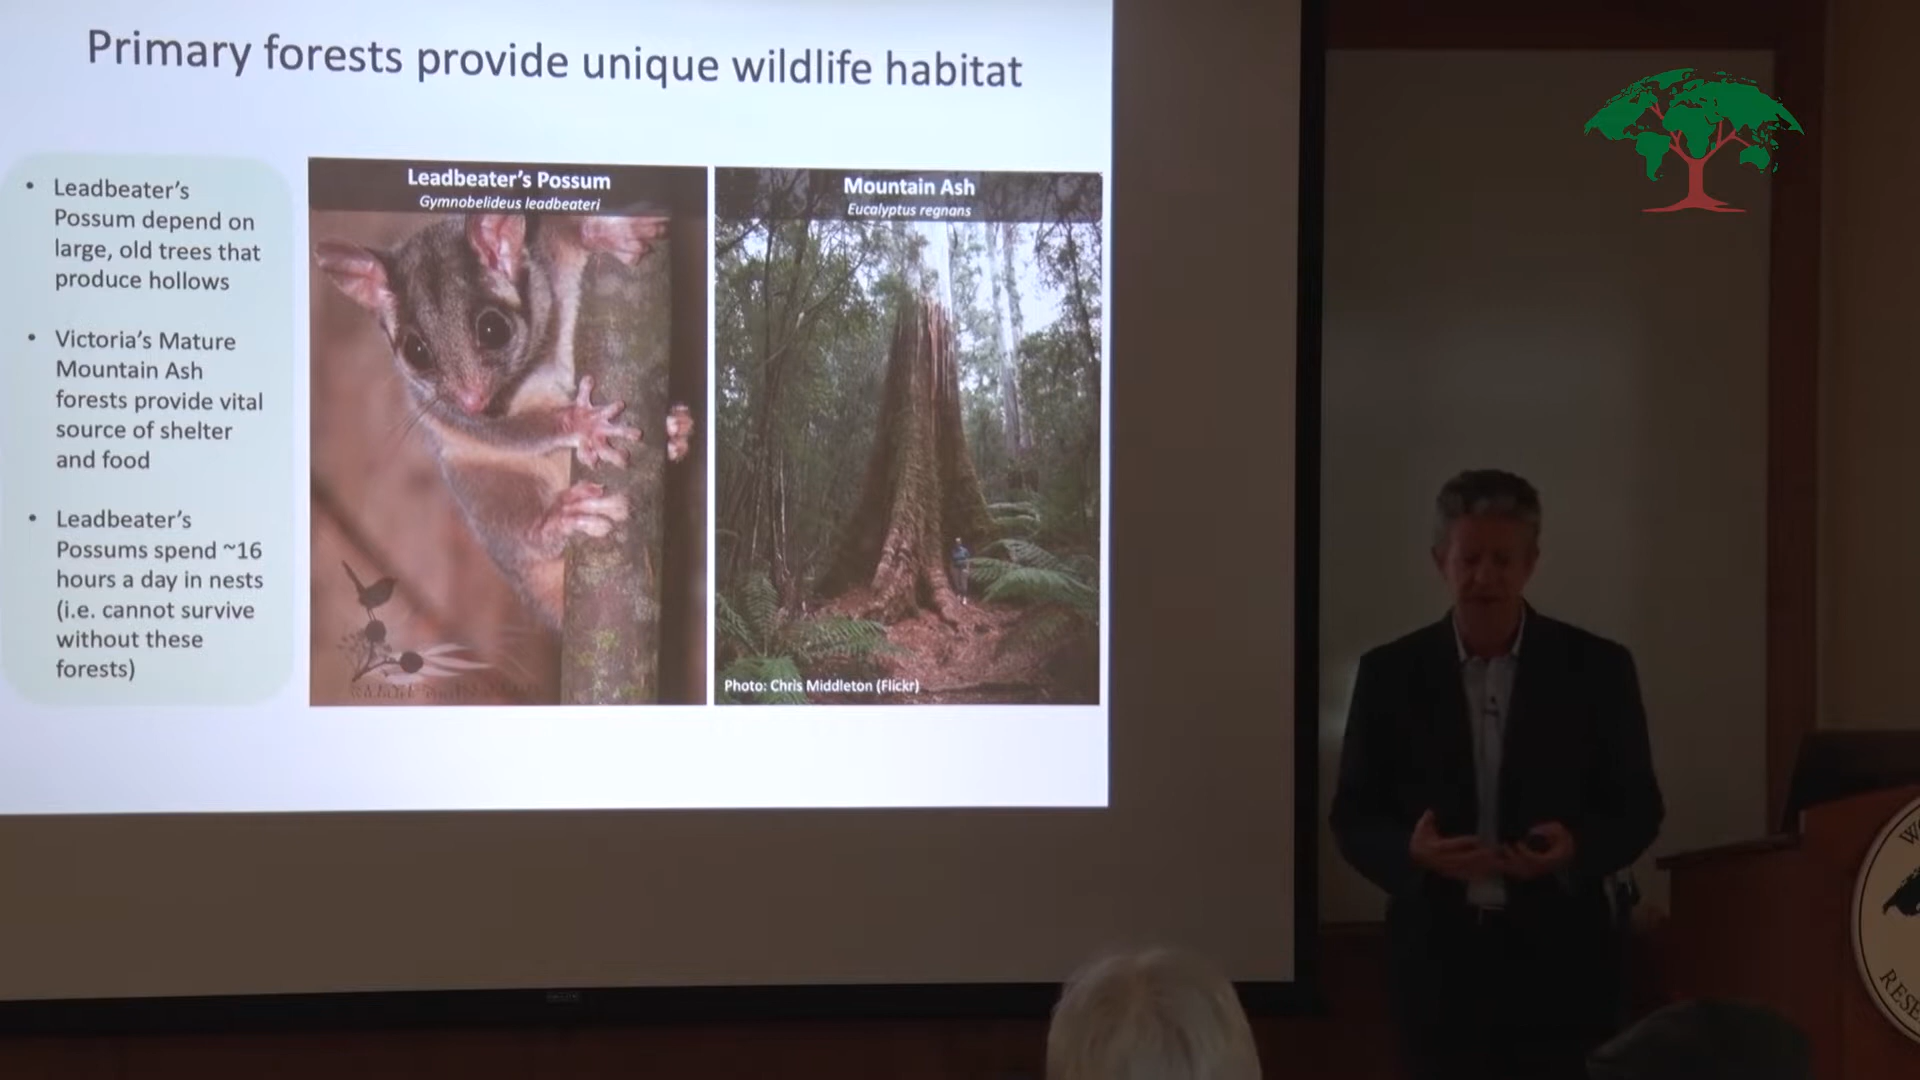 Primary forests provide unique wildlife habitat
• Leadbeater's
Possum depend on
large, old trees that
produce hollows
• Victoria's Mature
Mountain Ash
forests provide vital
source of shelter
and food
• Leadbeater's
Possums spend ~16
hours a day in nests
(i.e. cannot survive
without these
forests)
Leadbeater's Possum
Gymnobelideus leadbeateri
Mountain Ash
Eucalyptus regnans
Photo: Chris Middleton (Flickr)